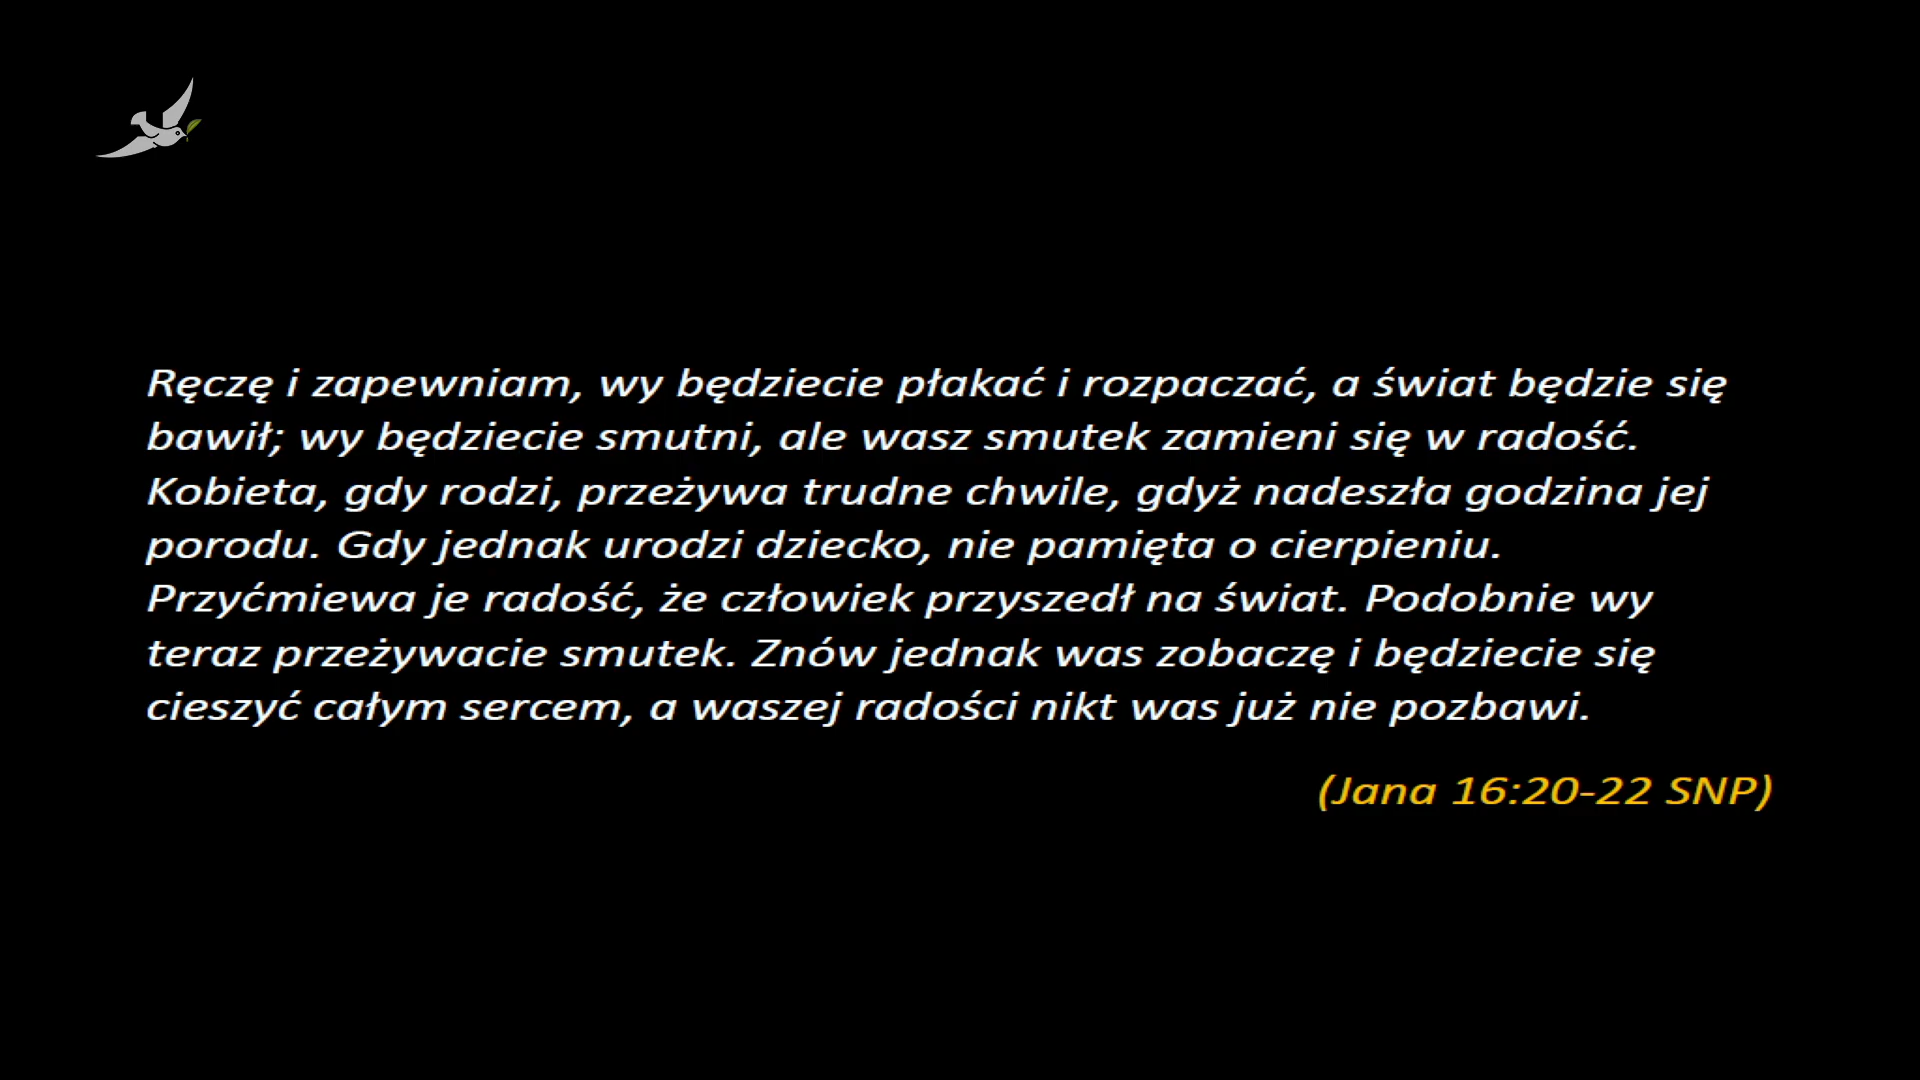 Ręczę i zapewniam, wy będziecie płakać i rozpaczać, a świat będzie się
bawił; wy będziecie smutni, ale wasz smutek zamieni się w radość.
Kobieta, gdy rodzi, przeżywa trudne chwile, gdyż nadeszła godzina jej
porodu. Gdy jednak urodzi dziecko, nie pamięta o cierpieniu.
Przyćmiewa je radość, że człowiek przyszedł na świat. Podobnie wy
teraz przeżywacie smutek. Znów jednak was zobaczę i będziecie się
cieszyć całym sercem, a waszej radości nikt was już nie pozbawi.
(Jana 16:20-22 SNP)